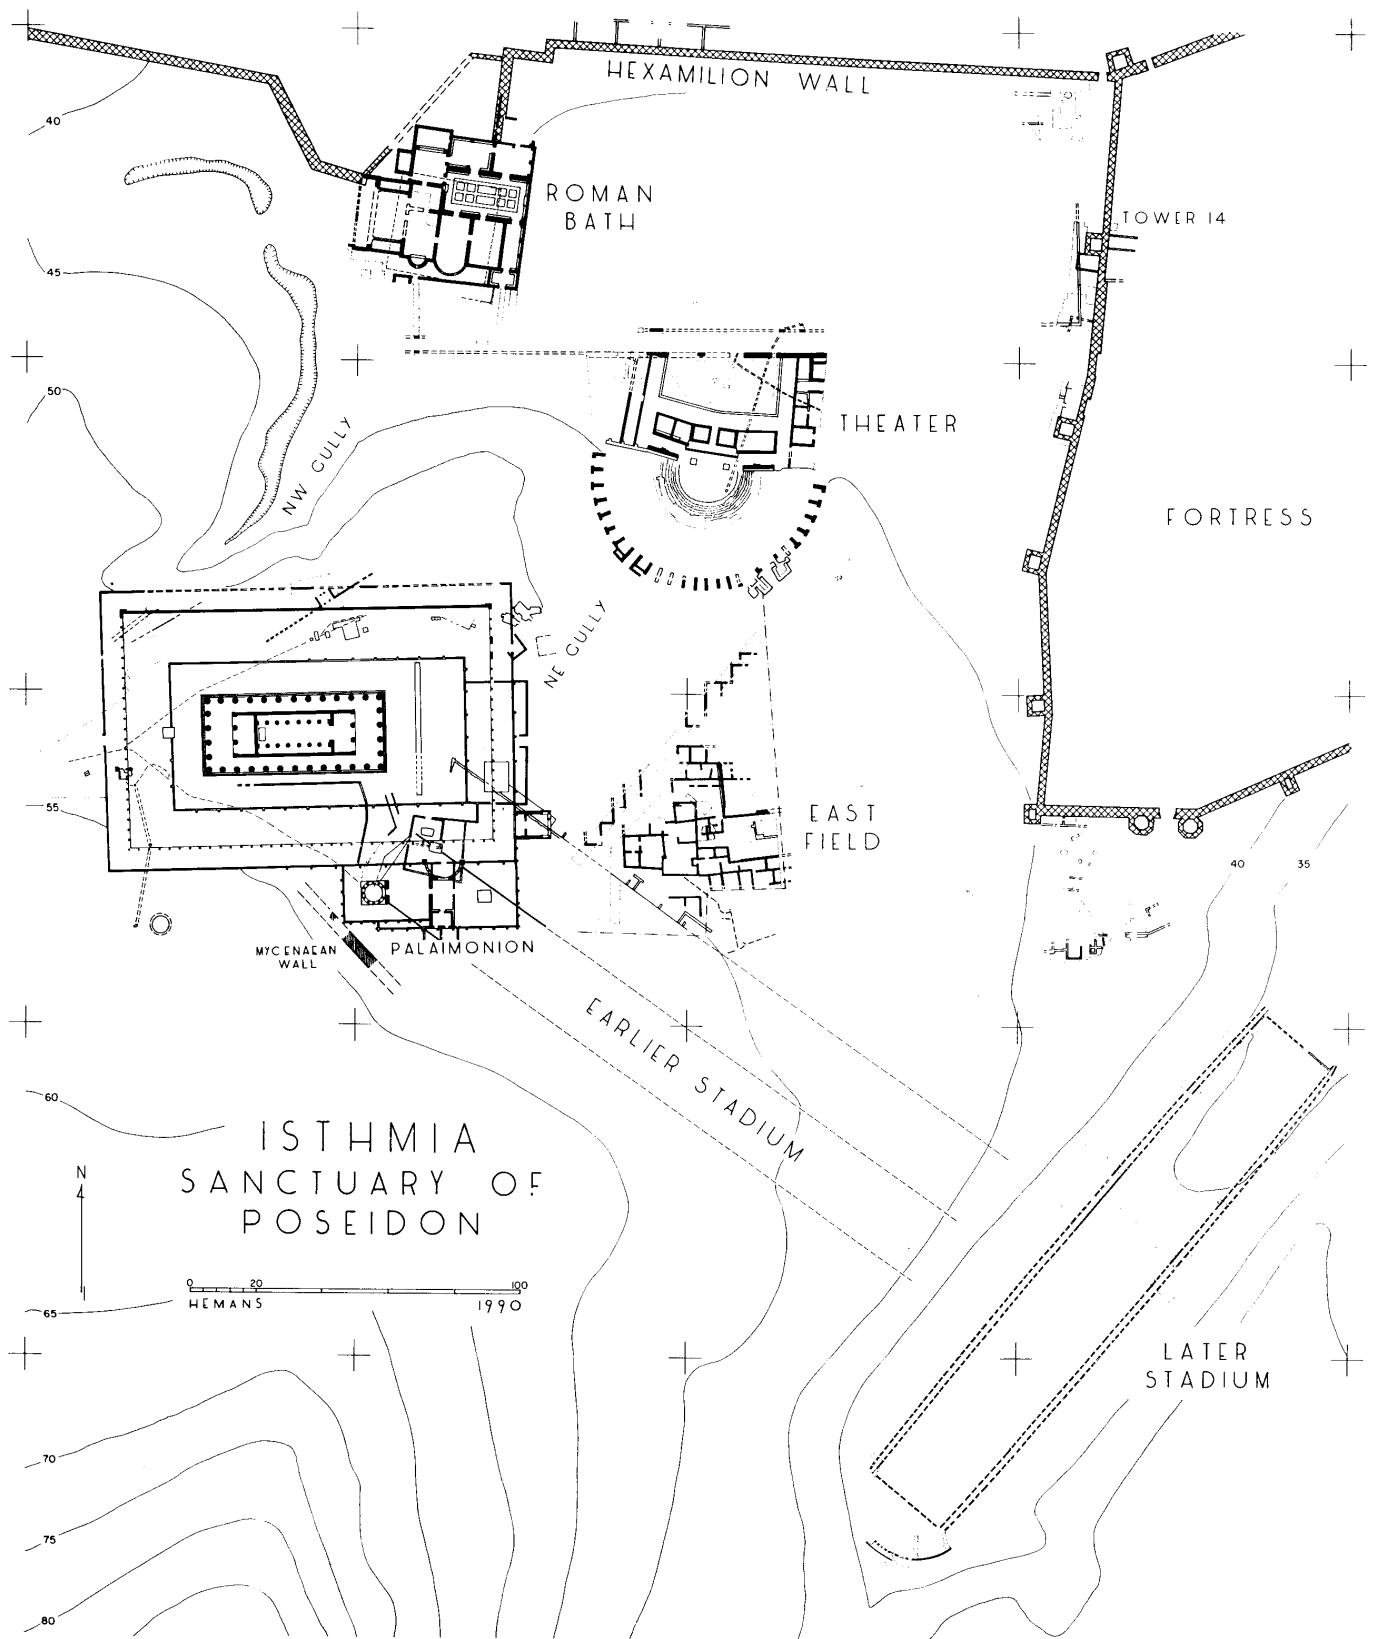 HEXAMILION WALL
40
ROMAN
BATH
TOWER 14
45
50
NW GULLY
THEATER
FORTRESS
NE GULLY
55
EAST
FIELD
40
35
MYCENAEAN
WALL
PALAIMONION
EARLIER STADIUM
60
ISTHMIA
SANCTUARY OF
POSEIDON
N
0 20 100
HEMANS 1990
65
LATER
STADIUM
70
75
80